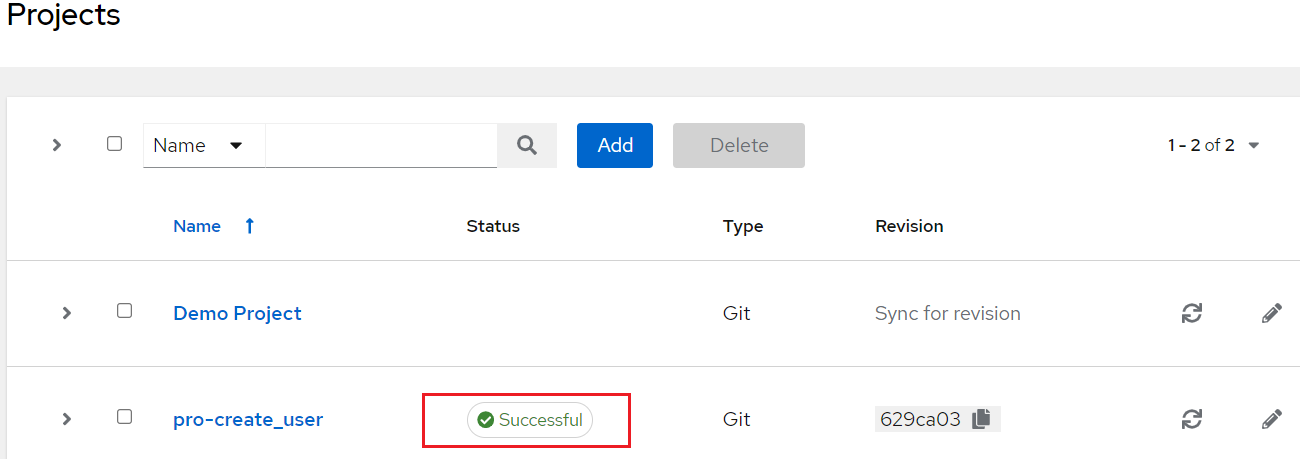 Projects
Name Add Delete 1 - 2 of 2
Name Status Type Revision
Demo Project Git Sync for revision
pro-create_user Successful Git 629ca03